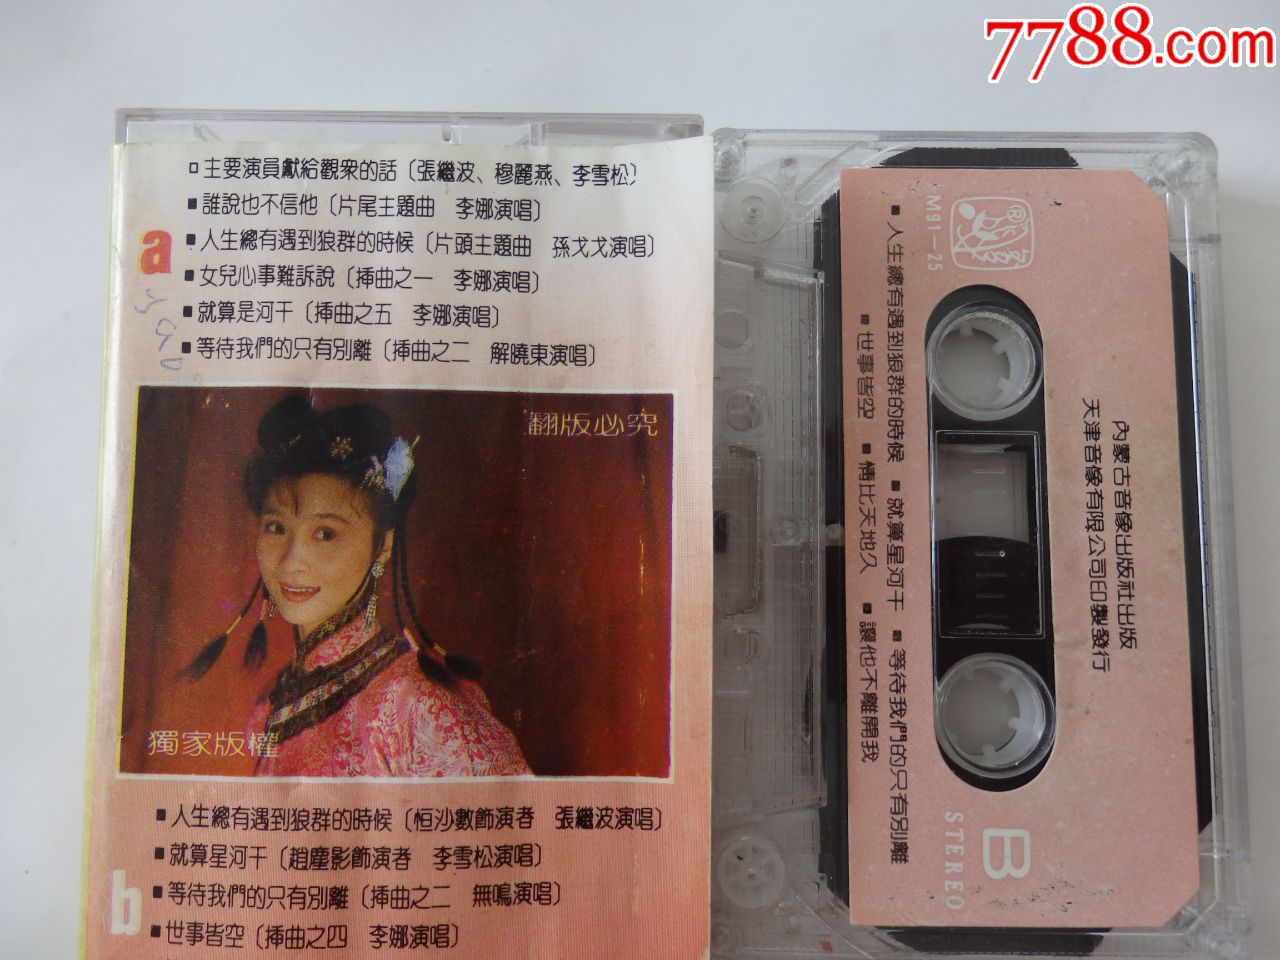 7788.com
a
主要演員獻給觀衆的話〔張繼波、穆麗燕、李雪松〕
誰說也不信他〔片尾主題曲 李娜演唱〕
人生總有遇到狼群的時候〔片頭主題曲 孫戈戈演唱〕
女兒心事難訴說〔挿曲之一 李娜演唱〕
就算是河干〔挿曲之五 李娜演唱〕
等待我們的只有別離〔挿曲之二 解曉東演唱〕
翻版必究
獨家版權
b
人生總有遇到狼群的時候〔恒沙數飾演者 張繼波演唱〕
就算星河干〔趙塵影飾演者 李雪松演唱〕
等待我們的只有別離〔挿曲之二 無鳴演唱〕
世事皆空〔挿曲之四 李娜演唱〕
M91—25
內蒙古音像出版社出版
天津音像有限公司印製發行
人生總有遇到狼群的時候 就算星河干 等待我們的只有別離
世事皆空 情比天地久 讓他不離開我
B
STEREO